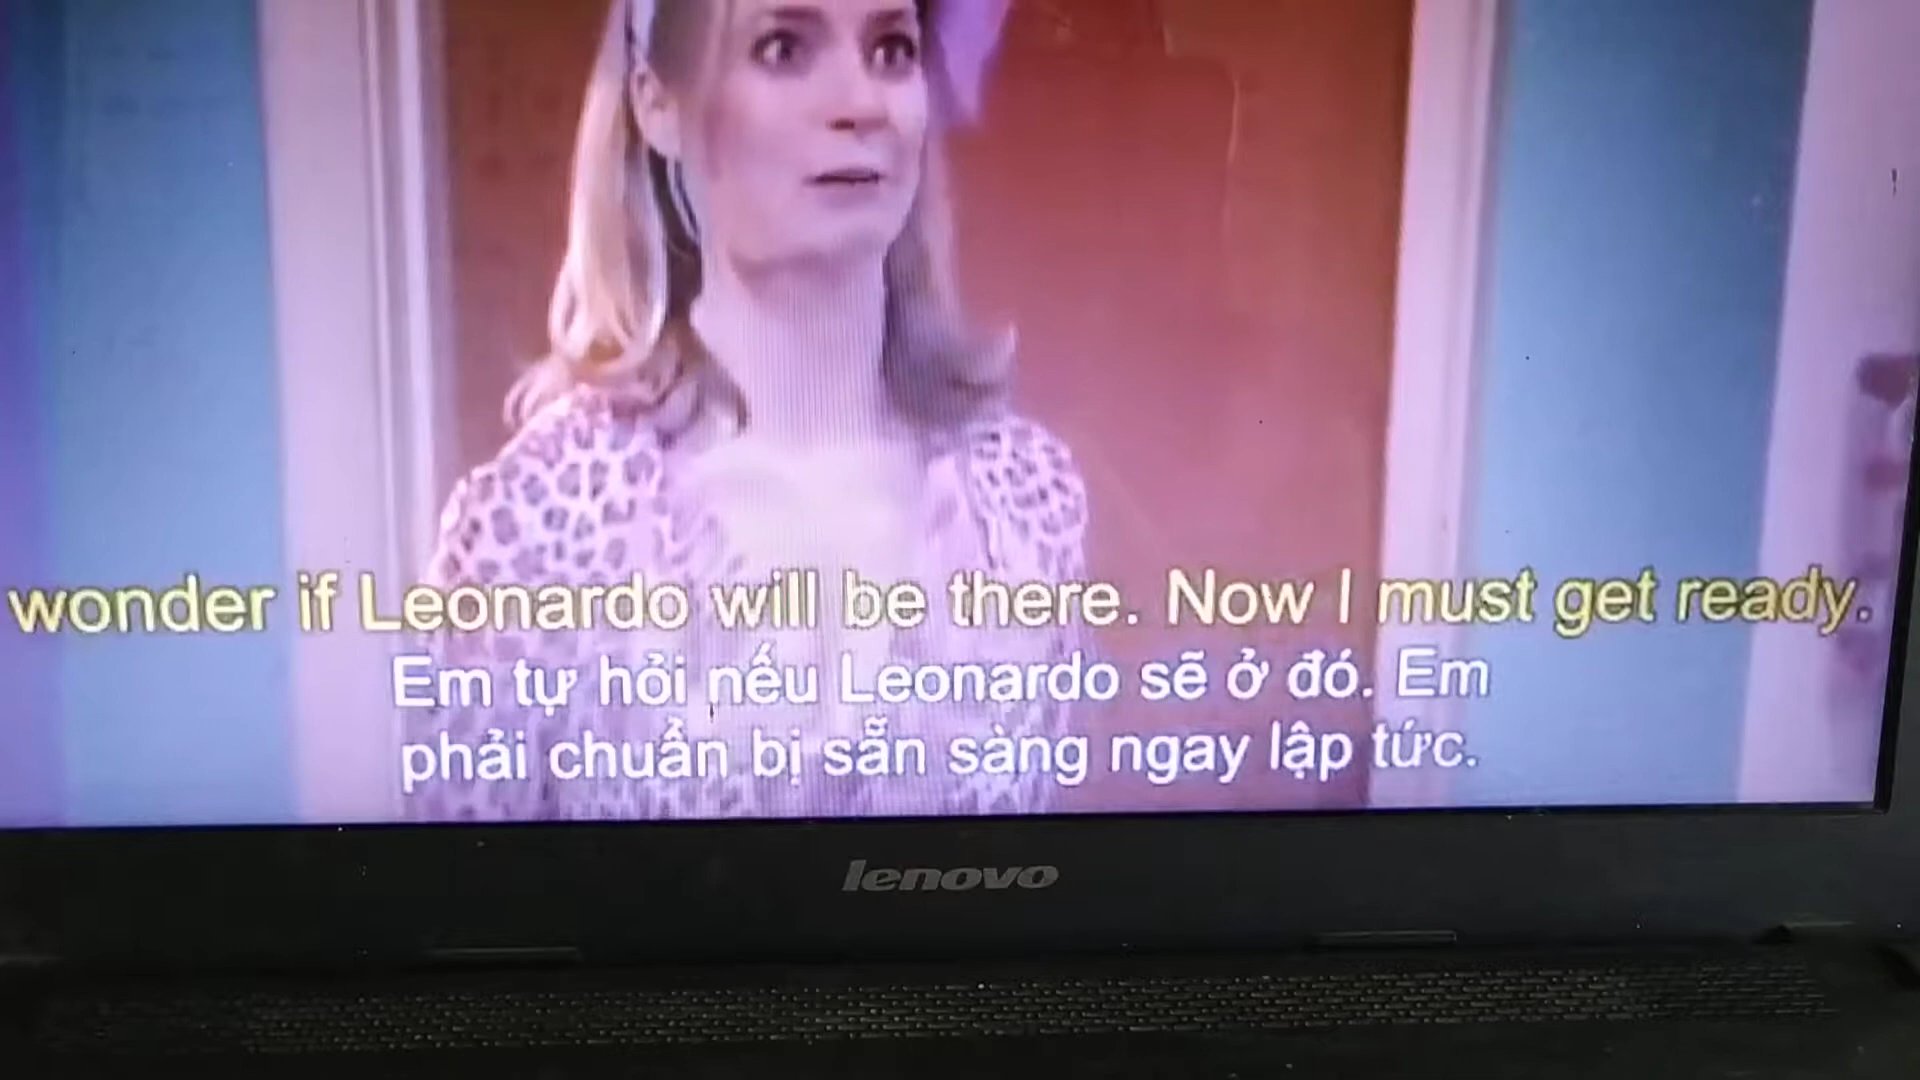 wonder if Leonardo will be there. Now I must get ready.
Em tự hỏi nếu Leonardo sẽ ở đó. Em
phải chuẩn bị sẵn sàng ngay lập tức.
lenovo